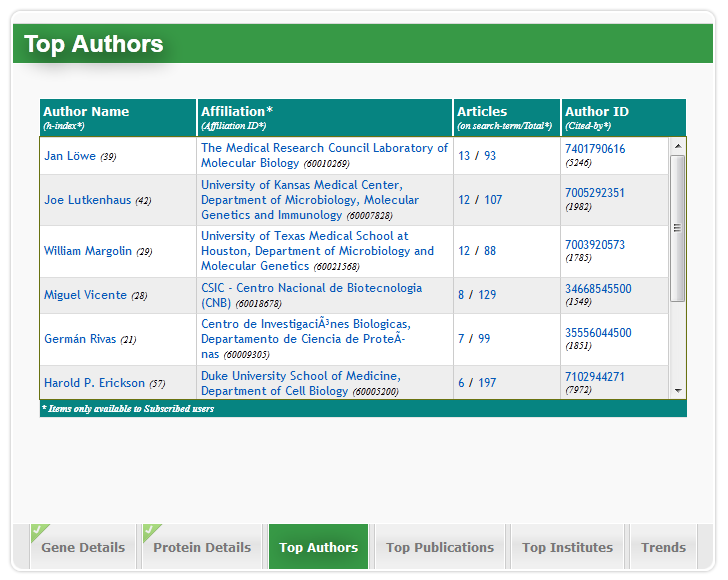 Top Authors
Author Name Affiliation* Articles Author ID
(h-index*) (Affiliation ID*) (on search-term/Total*) (Cited-by*)
Jan Löwe (39)
The Medical Research Council Laboratory of
Molecular Biology (60010269)
13 / 93
7401790616
(5246)
Joe Lutkenhaus (42)
University of Kansas Medical Center,
Department of Microbiology, Molecular
Genetics and Immunology (60007828)
12 / 107
7005292351
(1982)
William Margolin (29)
University of Texas Medical School at
Houston, Department of Microbiology and
Molecular Genetics (60021568)
12 / 88
7003920573
(1785)
Miguel Vicente (28)
CSIC - Centro Nacional de Biotecnologia
(CNB) (60018678)
8 / 129
34668545500
(1549)
Germán Rivas (21)
Centro de InvestigaciÃ³nes Biologicas,
Departamento de Ciencia de ProteÃ-
nas (60009305)
7 / 99
35556044500
(1851)
Harold P. Erickson (57)
Duke University School of Medicine,
Department of Cell Biology (60005200)
6 / 197
7102944271
(7972)
* Items only available to Subscribed users
Gene Details Protein Details Top Authors Top Publications Top Institutes Trends